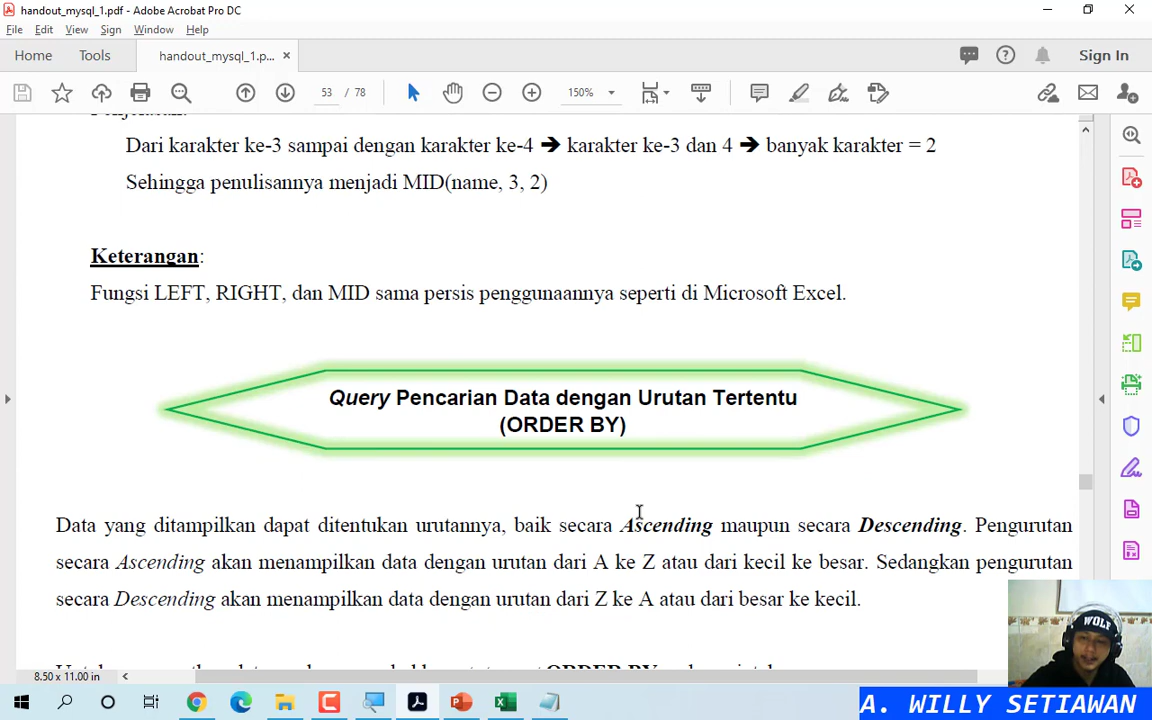 handout_mysql_1.pdf - Adobe Acrobat Pro DC
File Edit View Sign Window Help
Home Tools handout_mysql_1.p... × Sign In
53 / 78 150%
Dari karakter ke-3 sampai dengan karakter ke-4 ➔ karakter ke-3 dan 4 ➔ banyak karakter = 2
Sehingga penulisannya menjadi MID(name, 3, 2)
Keterangan:
Fungsi LEFT, RIGHT, dan MID sama persis penggunaannya seperti di Microsoft Excel.
Query Pencarian Data dengan Urutan Tertentu
(ORDER BY)
Data yang ditampilkan dapat ditentukan urutannya, baik secara Ascending maupun secara Descending. Pengurutan
secara Ascending akan menampilkan data dengan urutan dari A ke Z atau dari kecil ke besar. Sedangkan pengurutan
secara Descending akan menampilkan data dengan urutan dari Z ke A atau dari besar ke kecil.
ORDER BY
WOLF
8.50 x 11.00 in
A. WILLY SETIAWAN